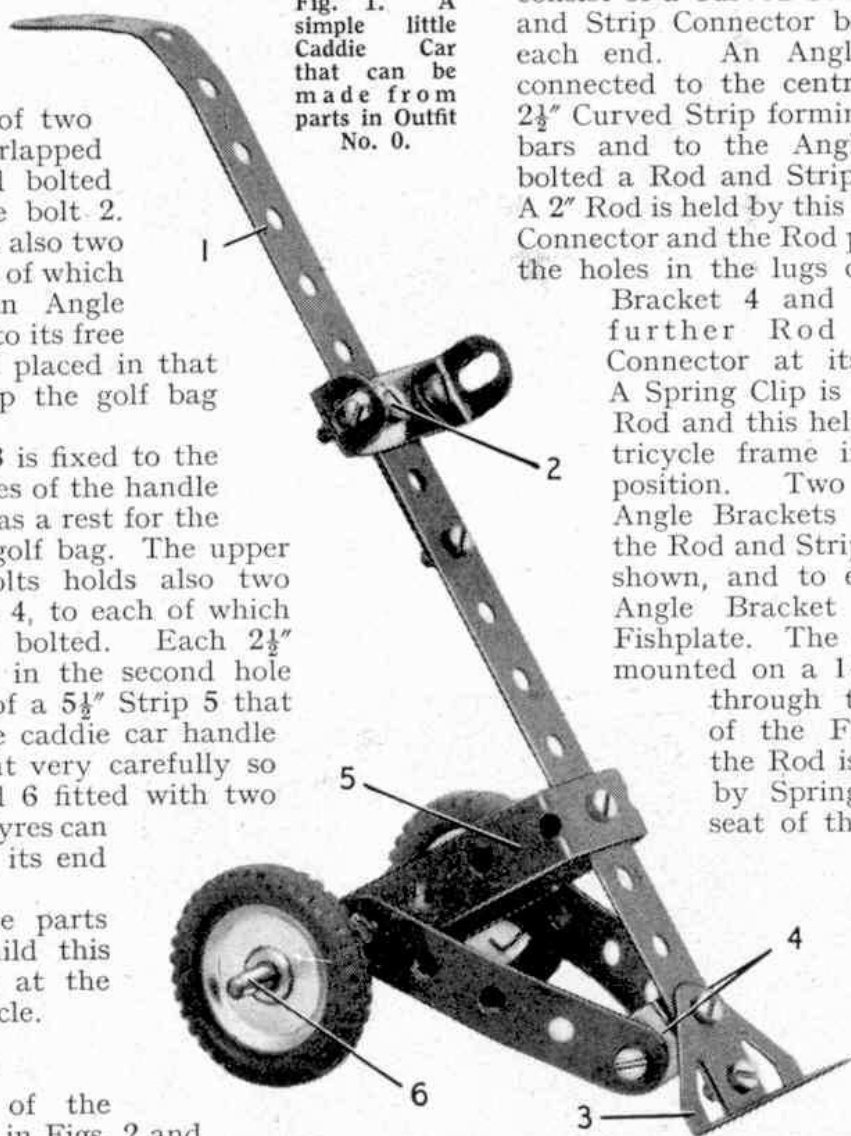 Fig. 1. A
simple little
Caddie Car
that can be
made from
parts in Outfit
No. 0.
of two
rlapped
bolted
bolt 2.
also two
of which
n Angle
to its free
placed in that
p the golf bag
3 is fixed to the
es of the handle
as a rest for the
golf bag. The upper
olts holds also two
4, to each of which
bolted. Each 2½″
in the second hole
of a 5½″ Strip 5 that
e caddie car handle
nt very carefully so
l 6 fitted with two
yres can
its end
e parts
ild this
at the
cle.
of the
in Figs. 2 and
and Strip Connector b
each end. An Angl
connected to the centr
2½″ Curved Strip formin
bars and to the Angl
bolted a Rod and Strip
A 2″ Rod is held by this
Connector and the Rod p
the holes in the lugs o
Bracket 4 and
further Rod
Connector at its
A Spring Clip is
Rod and this hel
tricycle frame i
position. Two
Angle Brackets
the Rod and Strip
shown, and to e
Angle Bracket
Fishplate. The
mounted on a 1
through t
of the F
the Rod is
by Spring
seat of th
1
2
5
4
6
3